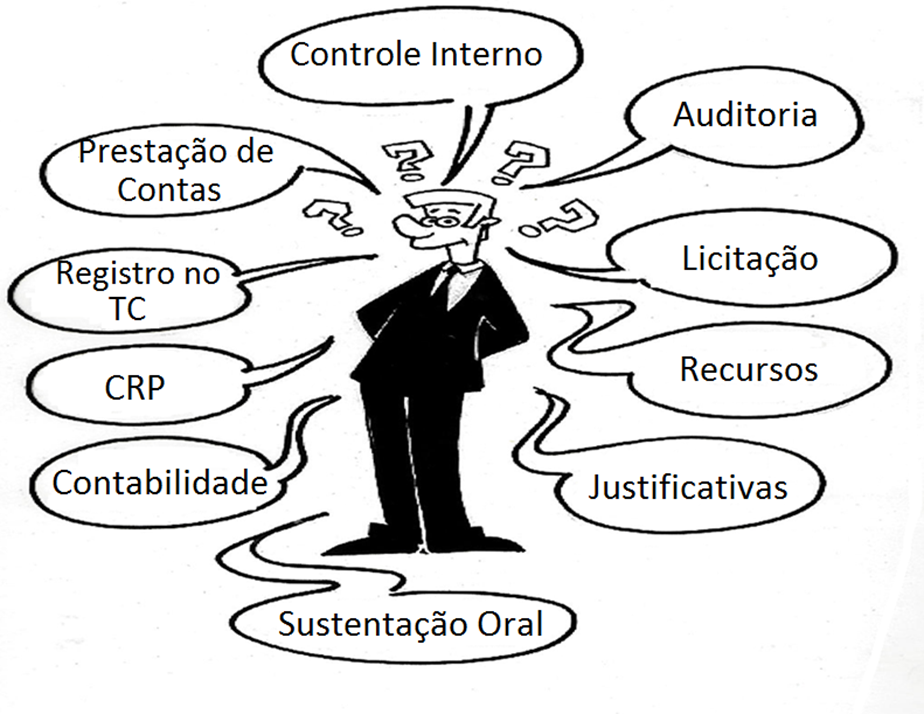 Controle Interno
Auditoria
Prestação de
Contas
? ? ? ?
Licitação
Registro no
TC
Recursos
CRP
Contabilidade
Justificativas
Sustentação Oral